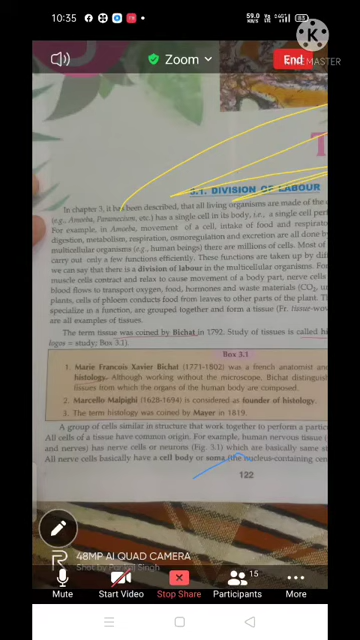 10:35
59.0 KB/S
83
K
NEMASTER
Zoom
End
T
3.1. DIVISION OF LABOUR
In chapter 3, it has been described, that all living organisms are made of the
(e.g., Amoeba, Paramecium, etc.) has a single cell in its body, i.e., a single cell per
For example, in Amoeba, movement of cell, intake of food and respirato
digestion, metabolism, respiration, osmoregulation and excretion are all done by
multicellular organisms (e.g., human beings) there are millions of cells. Most of
carry out only a few functions efficiently. These functions are taken up by dif
we can say that there is a division of labour in the multicellular organisms. For
muscle cells contract and relax to cause movement of a body part, nerve cells
blood flows to transport oxygen, food, hormones and waste materials (CO2, u
plants, cells of phloem conduct food from leaves to other parts of the plant. T
specialize in a function, are grouped together and form a tissue (Fr. tissue-wov
are all examples of tissues.
The term tissue was coined by Bichat in 1792. Study of tissues is called hi
logue = study; Box 3.1)
Box 3.1
1. Marie Francois Xavier Bichat (1771-1802) was a french anatomist and
histology. Although working without the microscope, Bichat distinguish
tissues from which the organs of the human body are composed.
2. Marcello Malpighi (1628-1694) is considered as founder of histology.
3. The term histology was coined by Mayer in 1819.
A group of cells similar in structure that work together to perform a partic
All cells of a tissue have common origin. For example, human nervous tissue (
and nerves) has nerve cells or neurons (Fig. 3.1) which are basically same si
All nerve cells basically have a cell body or soma (the nucleus-containing cen
122
48MP AI QUAD CAMERA
Shot by Singh
15
Mute
Start Video
Stop Share
Participants
More